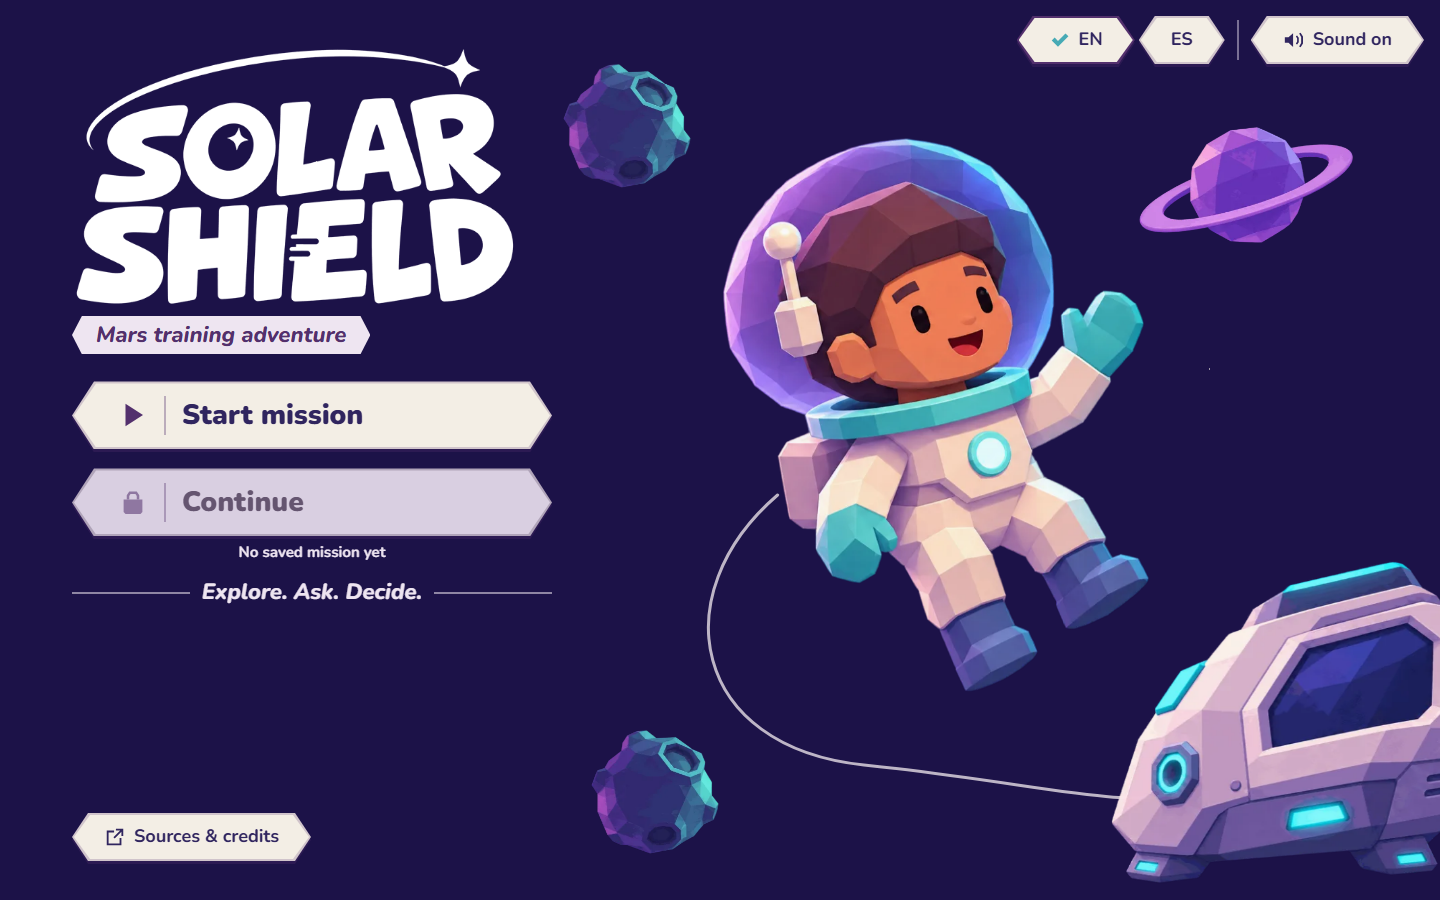 EN
ES
Sound on
SOLAR
SHIELD
Mars training adventure
Start mission
Continue
No saved mission yet
Explore. Ask. Decide.
Sources & credits